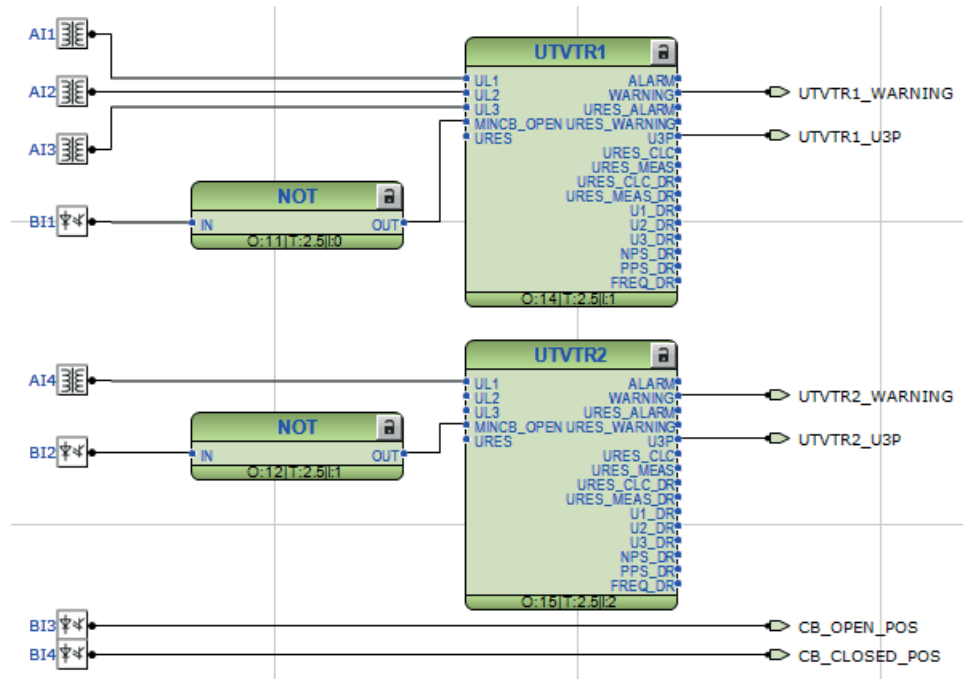 AI1
UTVTR1
UL1 ALARM
AI2 UL2 WARNING UTVTR1_WARNING
UL3 URES_ALARM
MINCB_OPEN URES_WARNING
URES U3P UTVTR1_U3P
AI3 URES_CLC
URES_MEAS
URES_CLC_DR
NOT URES_MEAS_DR
U1_DR
BI1 IN OUT U2_DR
U3_DR
O:11|T:2.5|I:0 NPS_DR
PPS_DR
FREQ_DR
O:14|T:2.5|I:1
UTVTR2
AI4 UL1 ALARM
UL2 WARNING UTVTR2_WARNING
UL3 URES_ALARM
NOT MINCB_OPEN URES_WARNING
URES U3P UTVTR2_U3P
BI2 IN OUT URES_CLC
O:12|T:2.5|I:1 URES_MEAS
URES_CLC_DR
URES_MEAS_DR
U1_DR
U2_DR
U3_DR
NPS_DR
PPS_DR
FREQ_DR
O:15|T:2.5|I:2
BI3 CB_OPEN_POS
BI4 CB_CLOSED_POS